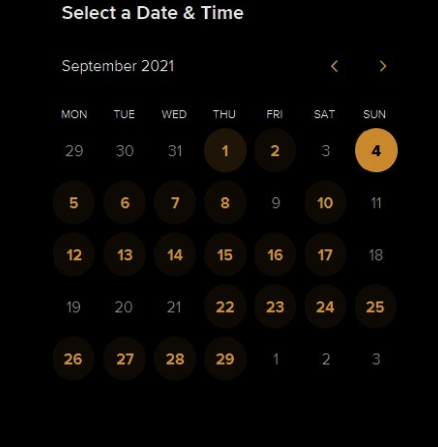 Select a Date & Time
September 2021
MON TUE WED THU FRI SAT SUN
29 30 31 1 2 3 4
5 6 7 8 9 10 11
12 13 14 15 16 17 18
19 20 21 22 23 24 25
26 27 28 29 1 2 3